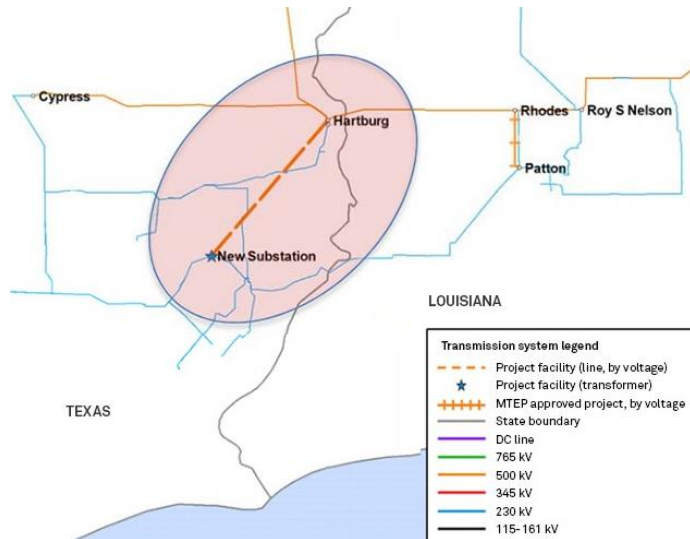 Cypress
Hartburg
Rhodes
Roy S Nelson
Patton
New Substation
LOUISIANA
TEXAS
Transmission system legend
Project facility (line, by voltage)
Project facility (transformer)
MTEP approved project, by voltage
State boundary
DC line
765 kV
500 kV
345 kV
230 kV
115- 161 kV